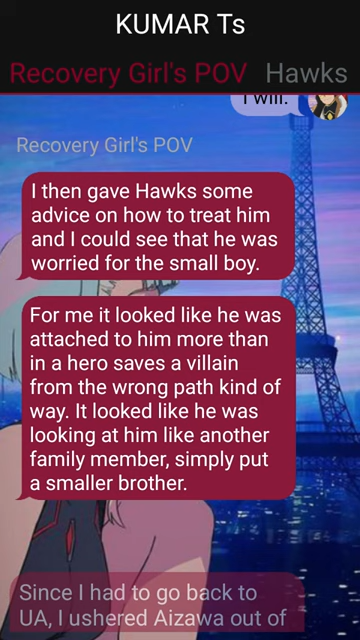 KUMAR Ts
Recovery Girl's POV Hawks
I will.
Recovery Girl's POV
I then gave Hawks some
advice on how to treat him
and I could see that he was
worried for the small boy.
For me it looked like he was
attached to him more than
in a hero saves a villain
from the wrong path kind of
way. It looked like he was
looking at him like another
family member, simply put
a smaller brother.
Since I had to go back to
UA, I ushered Aizawa out of